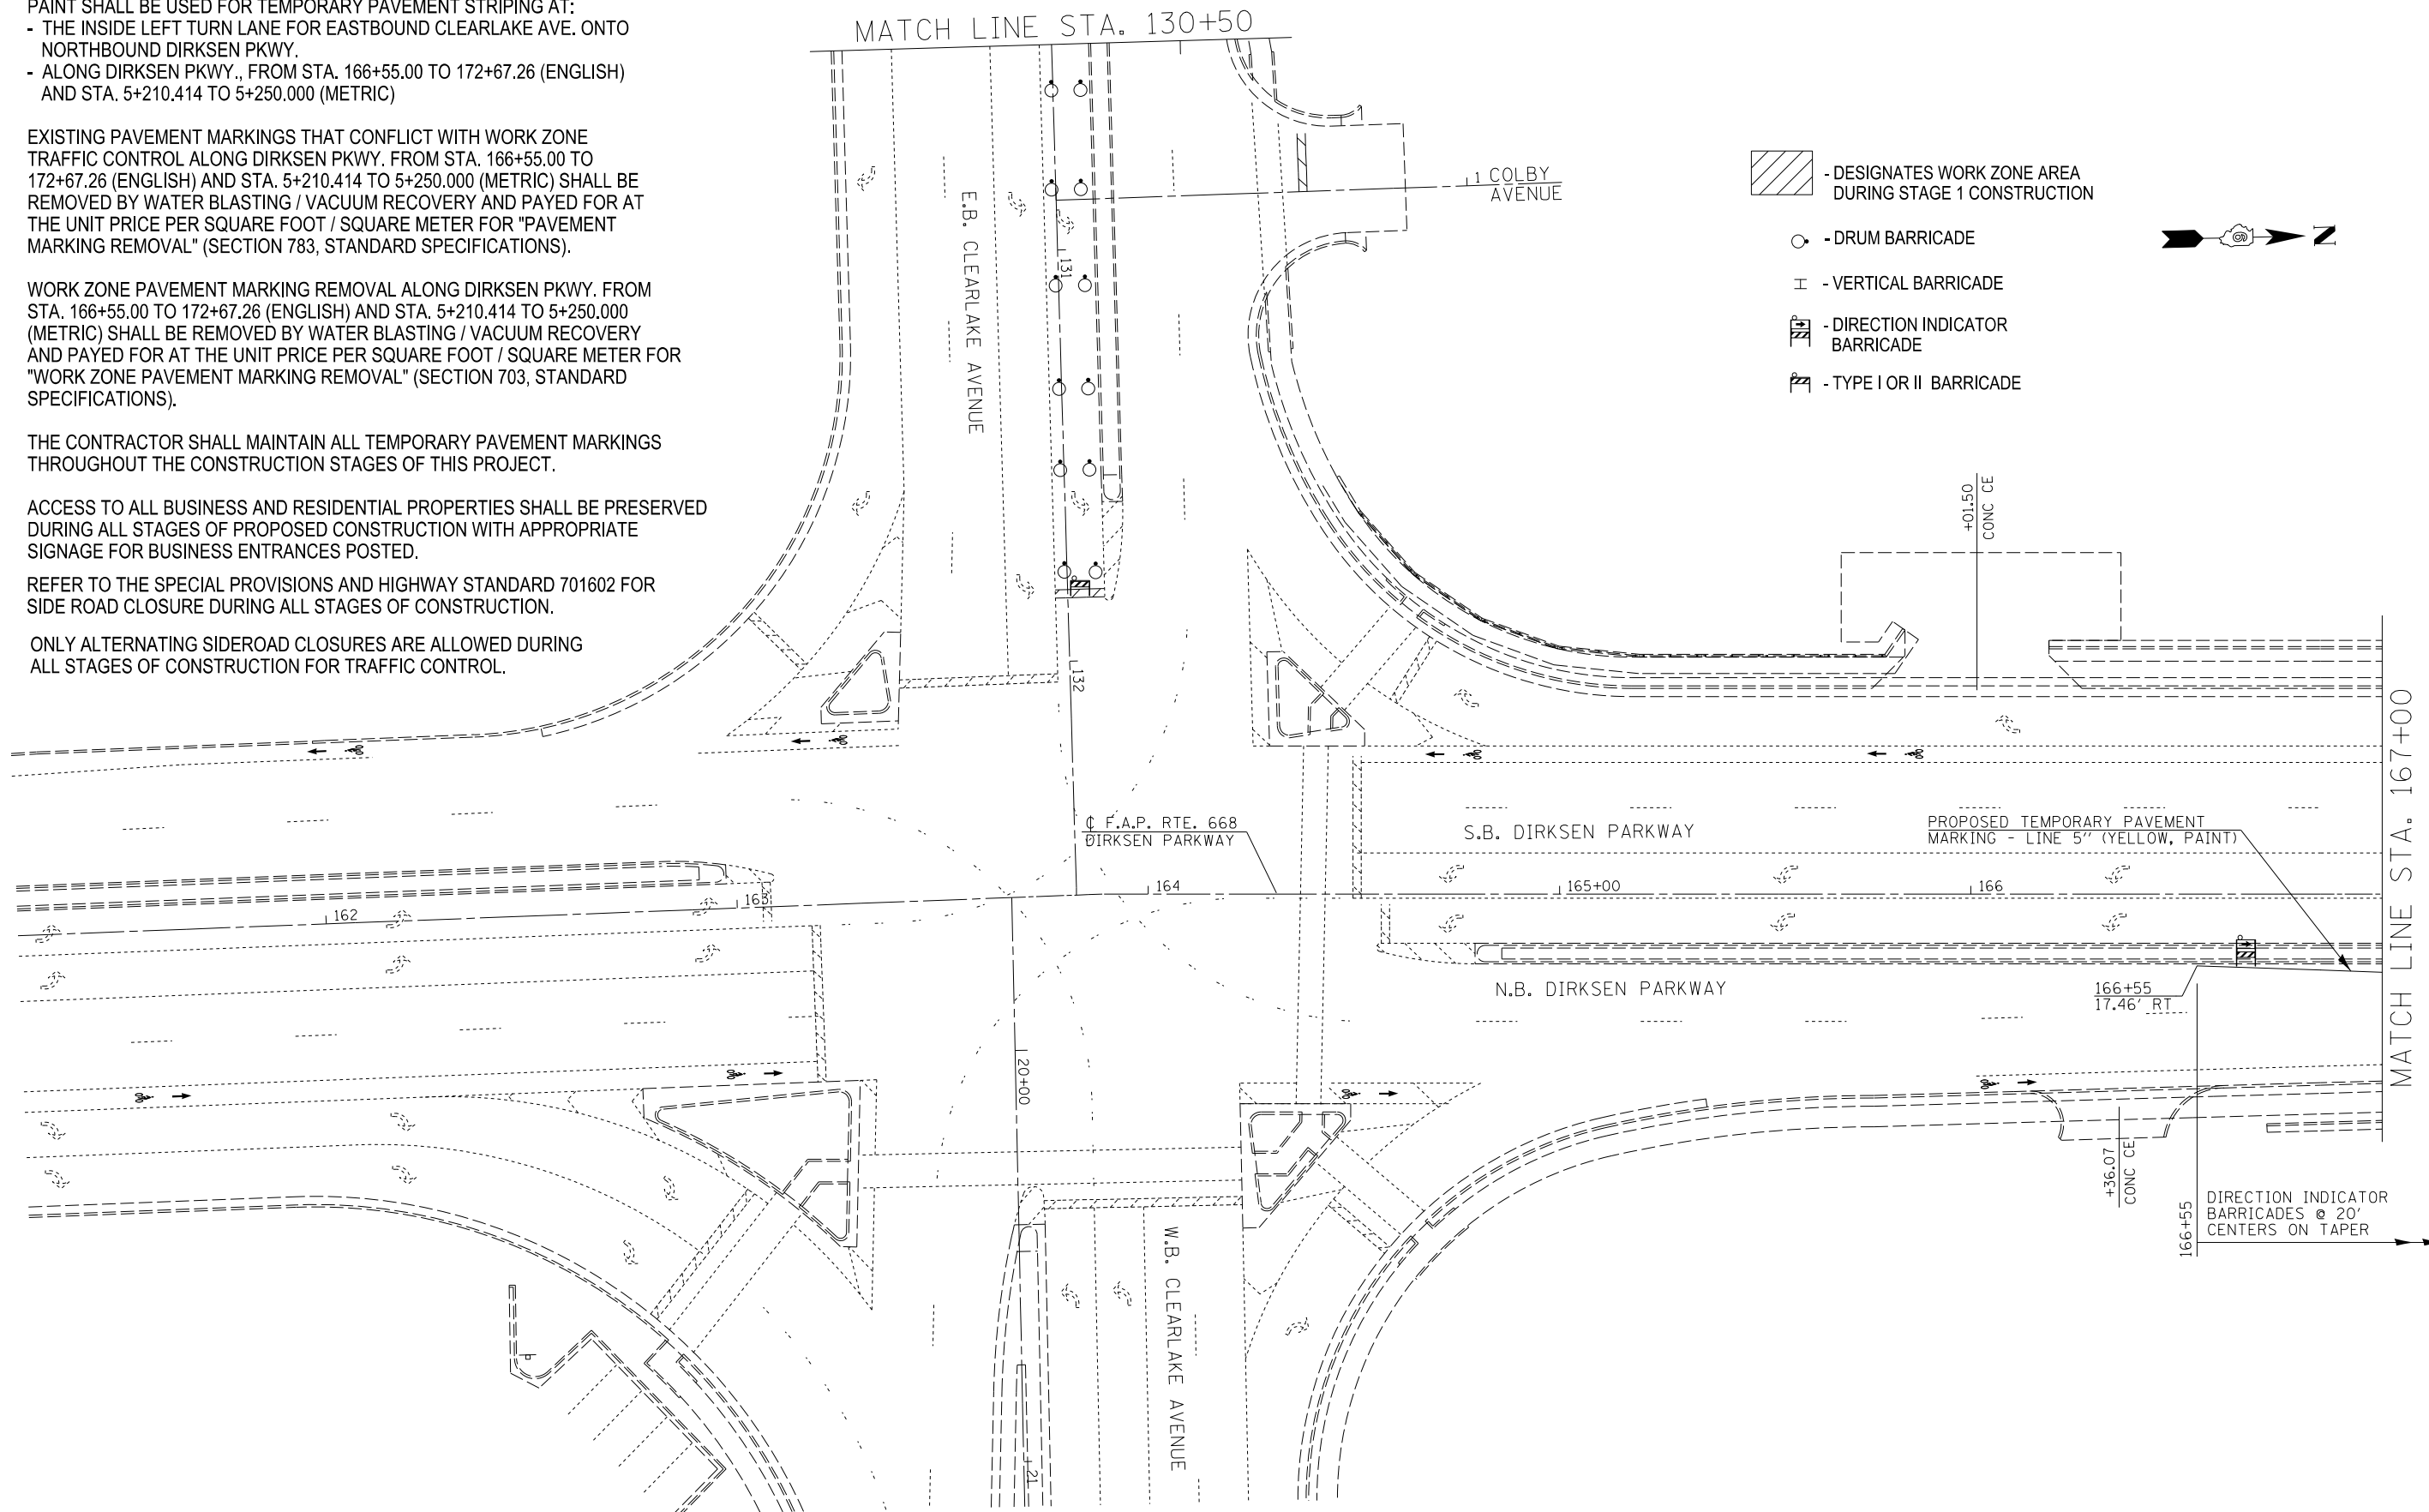 PAINT SHALL BE USED FOR TEMPORARY PAVEMENT STRIPING AT:
- THE INSIDE LEFT TURN LANE FOR EASTBOUND CLEARLAKE AVE. ONTO
NORTHBOUND DIRKSEN PKWY.
- ALONG DIRKSEN PKWY., FROM STA. 166+55.00 TO 172+67.26 (ENGLISH)
AND STA. 5+210.414 TO 5+250.000 (METRIC)
EXISTING PAVEMENT MARKINGS THAT CONFLICT WITH WORK ZONE
TRAFFIC CONTROL ALONG DIRKSEN PKWY. FROM STA. 166+55.00 TO
172+67.26 (ENGLISH) AND STA. 5+210.414 TO 5+250.000 (METRIC) SHALL BE
REMOVED BY WATER BLASTING / VACUUM RECOVERY AND PAYED FOR AT
THE UNIT PRICE PER SQUARE FOOT / SQUARE METER FOR "PAVEMENT
MARKING REMOVAL" (SECTION 783, STANDARD SPECIFICATIONS).
WORK ZONE PAVEMENT MARKING REMOVAL ALONG DIRKSEN PKWY. FROM
STA. 166+55.00 TO 172+67.26 (ENGLISH) AND STA. 5+210.414 TO 5+250.000
(METRIC) SHALL BE REMOVED BY WATER BLASTING / VACUUM RECOVERY
AND PAYED FOR AT THE UNIT PRICE PER SQUARE FOOT / SQUARE METER FOR
"WORK ZONE PAVEMENT MARKING REMOVAL" (SECTION 703, STANDARD
SPECIFICATIONS).
THE CONTRACTOR SHALL MAINTAIN ALL TEMPORARY PAVEMENT MARKINGS
THROUGHOUT THE CONSTRUCTION STAGES OF THIS PROJECT.
ACCESS TO ALL BUSINESS AND RESIDENTIAL PROPERTIES SHALL BE PRESERVED
DURING ALL STAGES OF PROPOSED CONSTRUCTION WITH APPROPRIATE
SIGNAGE FOR BUSINESS ENTRANCES POSTED.
REFER TO THE SPECIAL PROVISIONS AND HIGHWAY STANDARD 701602 FOR
SIDE ROAD CLOSURE DURING ALL STAGES OF CONSTRUCTION.
ONLY ALTERNATING SIDEROAD CLOSURES ARE ALLOWED DURING
ALL STAGES OF CONSTRUCTION FOR TRAFFIC CONTROL.
MATCH LINE STA. 130+50
E.B. CLEARLAKE AVENUE
131
132
1 COLBY
AVENUE
- DESIGNATES WORK ZONE AREA
DURING STAGE 1 CONSTRUCTION
- DRUM BARRICADE
- VERTICAL BARRICADE
- DIRECTION INDICATOR
BARRICADE
- TYPE I OR II BARRICADE
N
+01.50
CONC CE
MATCH LINE STA. 167+00
℄ F.A.P. RTE. 668
DIRKSEN PARKWAY
S.B. DIRKSEN PARKWAY
PROPOSED TEMPORARY PAVEMENT
MARKING - LINE 5" (YELLOW, PAINT)
162
163
164
165+00
166
N.B. DIRKSEN PARKWAY
166+55
17.46' RT
20+00
21
W.B. CLEARLAKE AVENUE
+36.07
CONC CE
166+55
DIRECTION INDICATOR
BARRICADES @ 20'
CENTERS ON TAPER